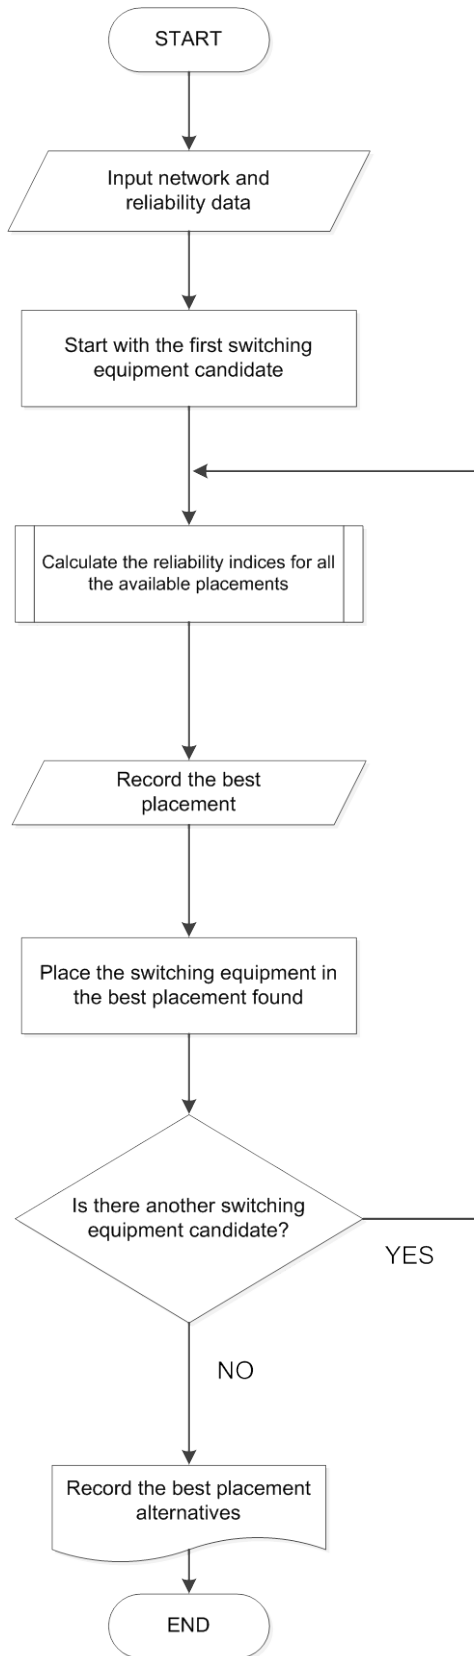 START
Input network and
reliability data
Start with the first switching
equipment candidate
Calculate the reliability indices for all
the available placements
Record the best
placement
Place the switching equipment in
the best placement found
Is there another switching
equipment candidate?
YES
NO
Record the best placement
alternatives
END